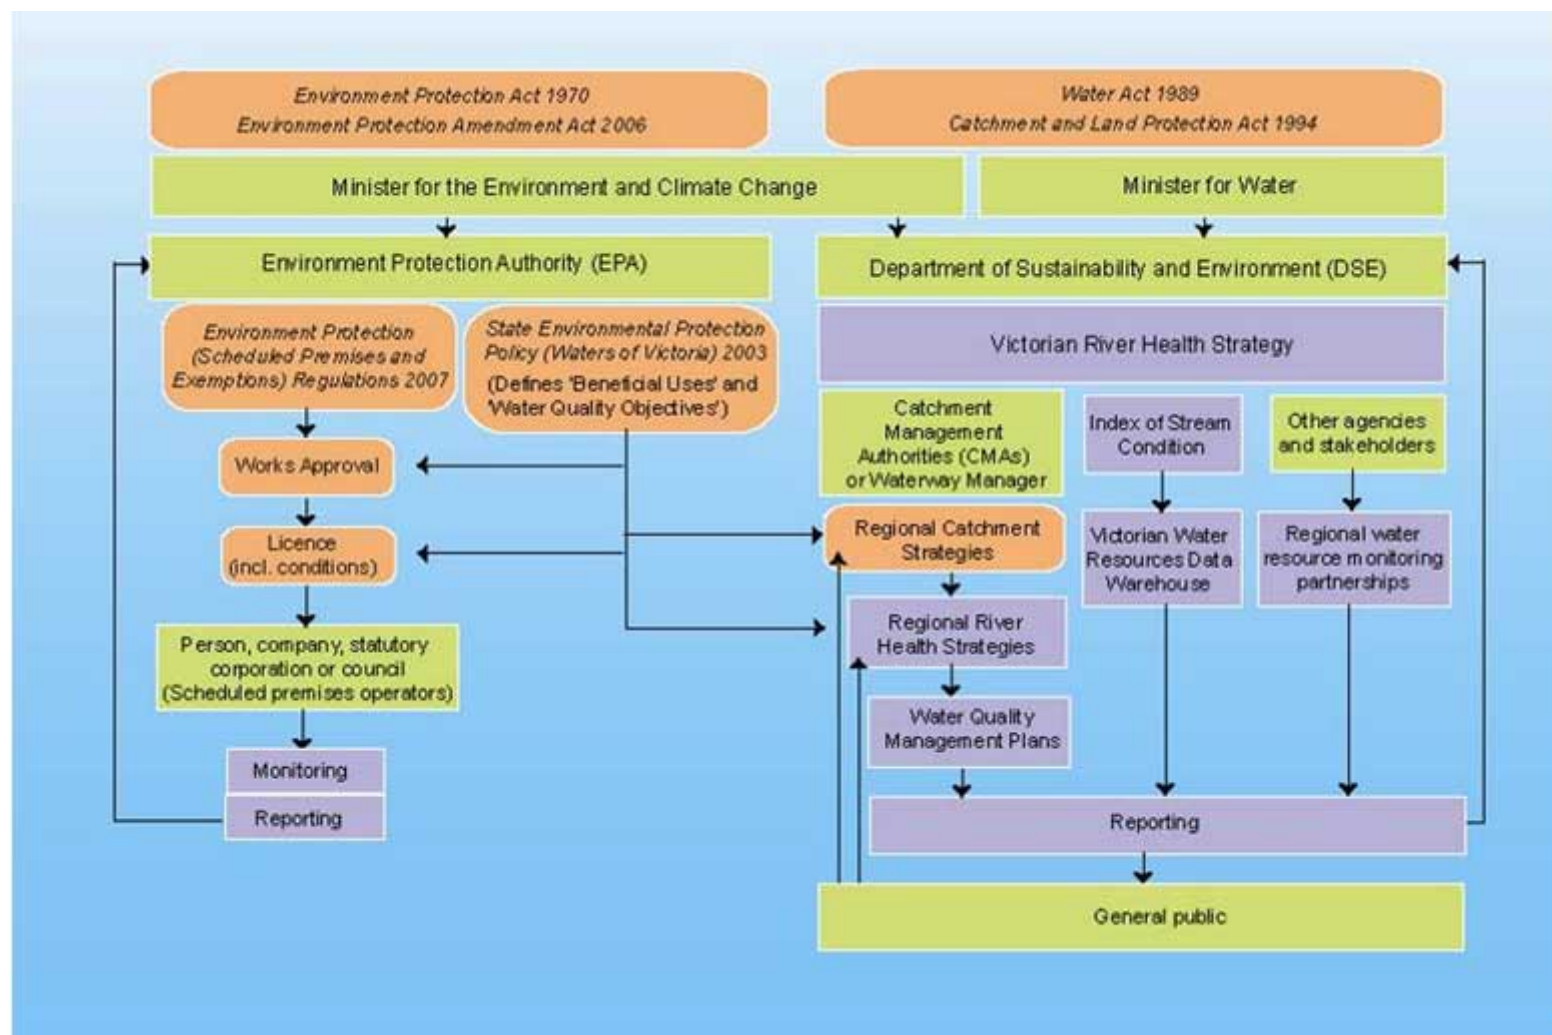 Environment Protection Act 1970
Environment Protection Amendment Act 2006
Water Act 1989
Catchment and Land Protection Act 1994
Minister for the Environment and Climate Change
Minister for Water
Environment Protection Authority (EPA)
Department of Sustainability and Environment (DSE)
Environment Protection
(Scheduled Premises and
Exemptions) Regulations 2007
State Environmental Protection
Policy (Waters of Victoria) 2003
(Defines 'Beneficial Uses' and
'Water Quality Objectives')
Victorian River Health Strategy
Works Approval
Licence
(incl. conditions)
Person, company, statutory
corporation or council
(Scheduled premises operators)
Monitoring
Reporting
Catchment
Management
Authorities (CMAs)
or Waterway Manager
Index of Stream
Condition
Other agencies
and stakeholders
Regional Catchment
Strategies
Victorian Water
Resources Data
Warehouse
Regional water
resource monitoring
partnerships
Regional River
Health Strategies
Water Quality
Management Plans
Reporting
General public